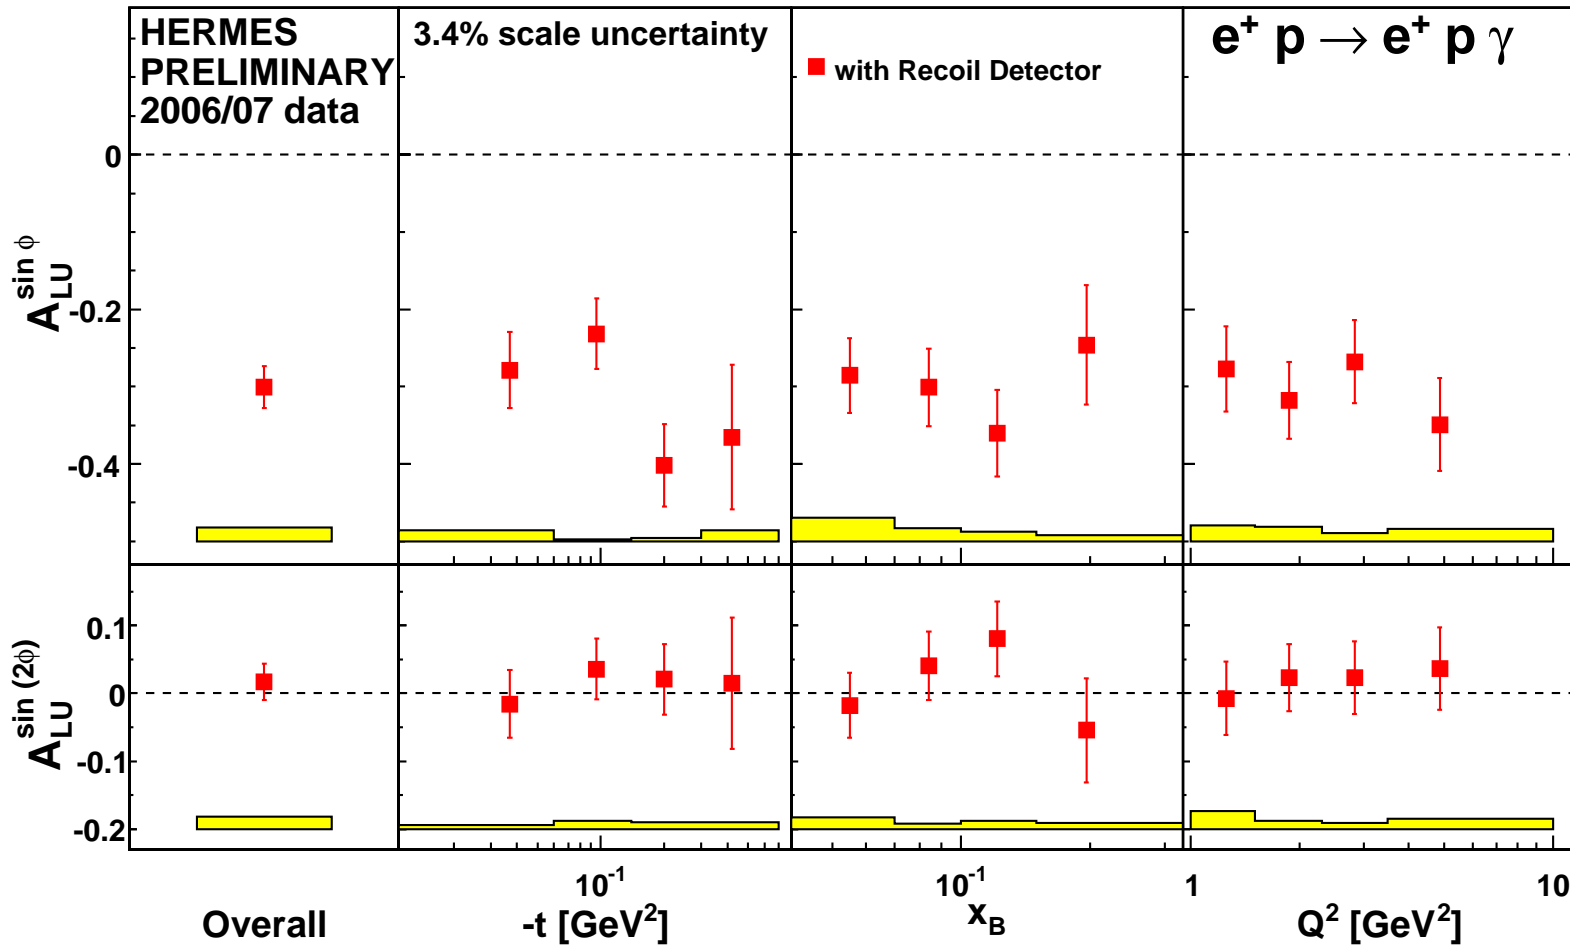 HERMES
PRELIMINARY
2006/07 data
3.4% scale uncertainty
with Recoil Detector
e⁺ p → e⁺ p γ
A_LU^sin ϕ
0
-0.2
-0.4
A_LU^sin (2ϕ)
0.1
0
-0.1
-0.2
10⁻¹
10⁻¹
1
10
Overall
-t [GeV²]
x_B
Q² [GeV²]